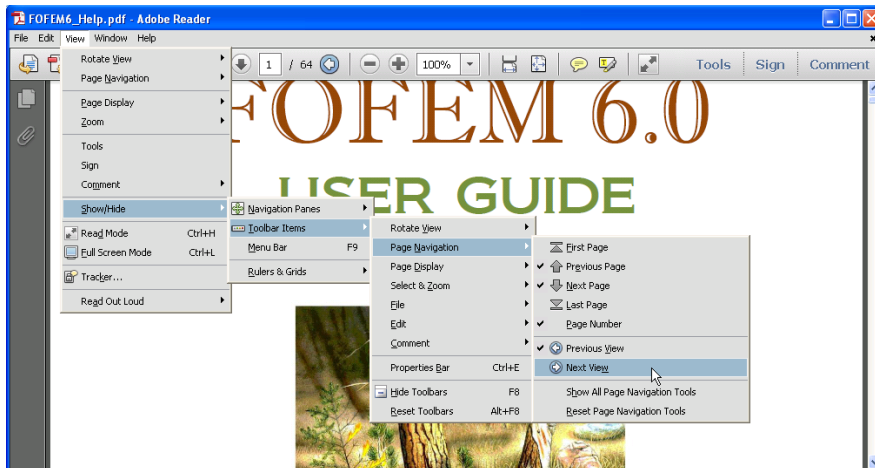 FOFEM6_Help.pdf - Adobe Reader
File Edit View Window Help
1 / 64 100% Tools Sign Comment
Rotate View
Page Navigation
Page Display
Zoom
Tools
Sign
Comment
Show/Hide
Read Mode Ctrl+H
Full Screen Mode Ctrl+L
Tracker...
Read Out Loud
Navigation Panes
Toolbar Items
Menu Bar F9
Rulers & Grids
Rotate View
Page Navigation
Page Display
Select & Zoom
File
Edit
Comment
Properties Bar Ctrl+E
Hide Toolbars F8
Reset Toolbars Alt+F8
First Page
Previous Page
Next Page
Last Page
Page Number
Previous View
Next View
Show All Page Navigation Tools
Reset Page Navigation Tools
FOFEM 6.0
USER GUIDE